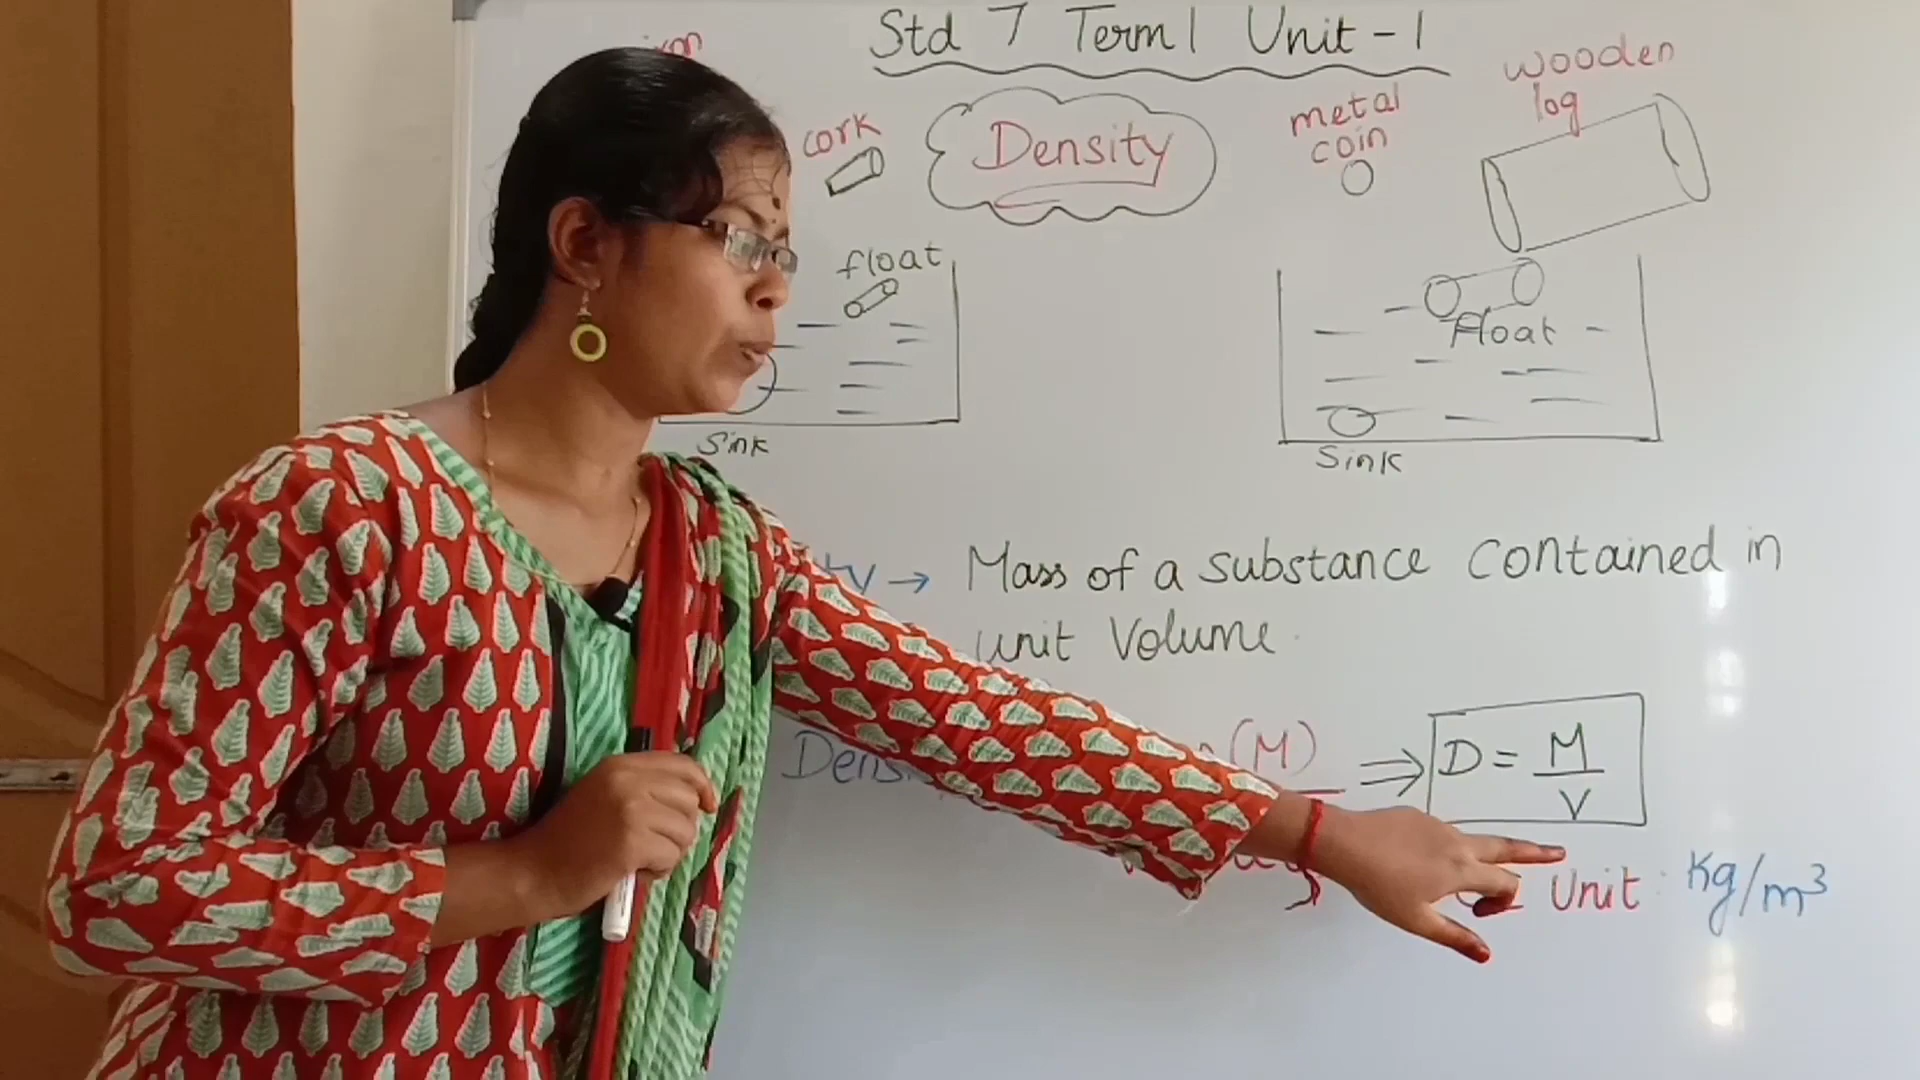 Std 7 Term 1 Unit - 1
cork
Density
metal
coin
wooden
log
float
Sink
float
Sink
→ Mass of a substance contained in
unit Volume
(M) ⇒ D = M/V
Unit : Kg/m³